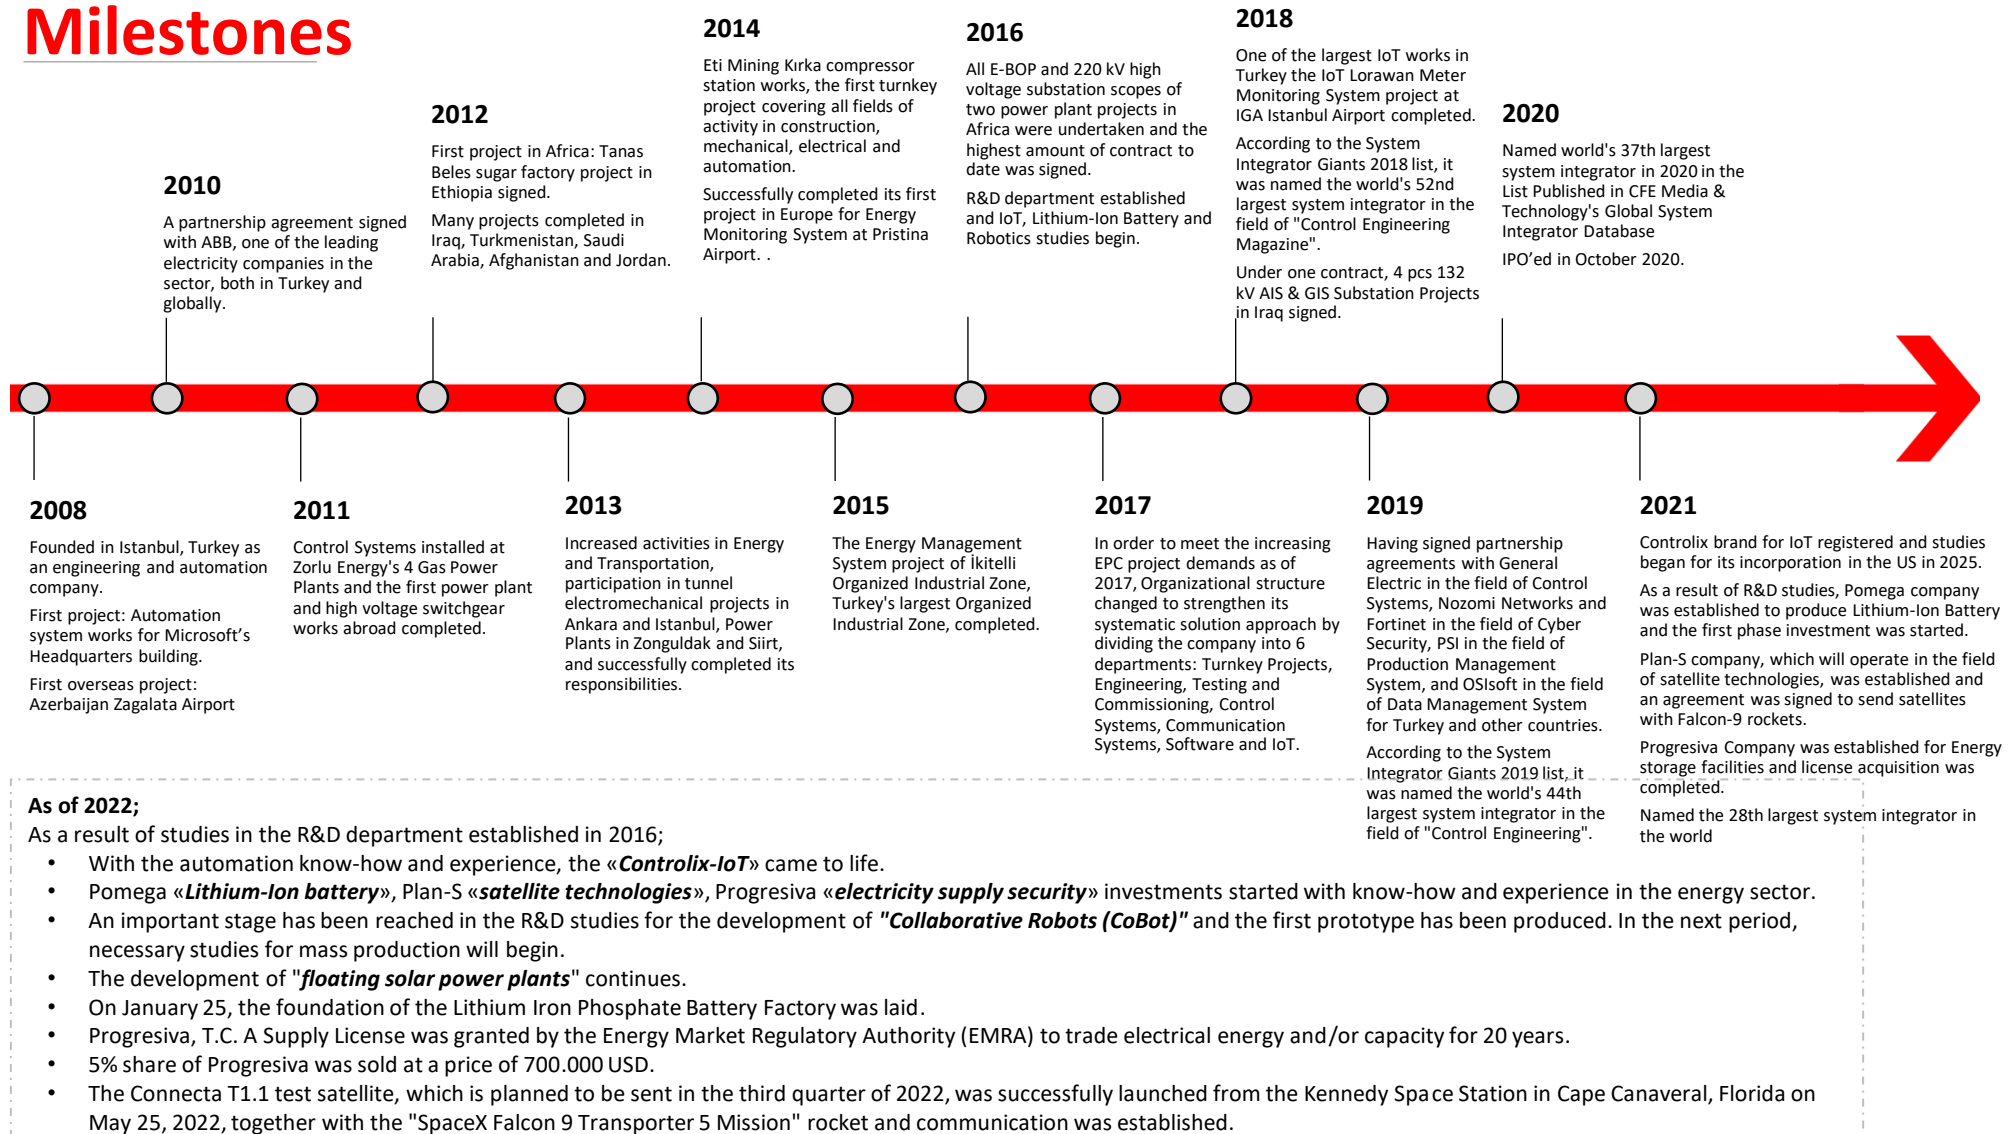 Milestones
2008
Founded in Istanbul, Turkey as
an engineering and automation
company.
First project: Automation
system works for Microsoft’s
Headquarters building.
First overseas project:
Azerbaijan Zagalata Airport
2010
A partnership agreement signed
with ABB, one of the leading
electricity companies in the
sector, both in Turkey and
globally.
2011
Control Systems installed at
Zorlu Energy's 4 Gas Power
Plants and the first power plant
and high voltage switchgear
works abroad completed.
2012
First project in Africa: Tanas
Beles sugar factory project in
Ethiopia signed.
Many projects completed in
Iraq, Turkmenistan, Saudi
Arabia, Afghanistan and Jordan.
2013
Increased activities in Energy
and Transportation,
participation in tunnel
electromechanical projects in
Ankara and Istanbul, Power
Plants in Zonguldak and Siirt,
and successfully completed its
responsibilities.
2014
Eti Mining Kırka compressor
station works, the first turnkey
project covering all fields of
activity in construction,
mechanical, electrical and
automation.
Successfully completed its first
project in Europe for Energy
Monitoring System at Pristina
Airport. .
2015
The Energy Management
System project of İkitelli
Organized Industrial Zone,
Turkey's largest Organized
Industrial Zone, completed.
2016
All E-BOP and 220 kV high
voltage substation scopes of
two power plant projects in
Africa were undertaken and the
highest amount of contract to
date was signed.
R&D department established
and IoT, Lithium-Ion Battery and
Robotics studies begin.
2017
In order to meet the increasing
EPC project demands as of
2017, Organizational structure
changed to strengthen its
systematic solution approach by
dividing the company into 6
departments: Turnkey Projects,
Engineering, Testing and
Commissioning, Control
Systems, Communication
Systems, Software and IoT.
2018
One of the largest IoT works in
Turkey the IoT Lorawan Meter
Monitoring System project at
IGA Istanbul Airport completed.
According to the System
Integrator Giants 2018 list, it
was named the world's 52nd
largest system integrator in the
field of "Control Engineering
Magazine".
Under one contract, 4 pcs 132
kV AIS & GIS Substation Projects
in Iraq signed.
2019
Having signed partnership
agreements with General
Electric in the field of Control
Systems, Nozomi Networks and
Fortinet in the field of Cyber
Security, PSI in the field of
Production Management
System, and OSIsoft in the field
of Data Management System
for Turkey and other countries.
According to the System
Integrator Giants 2019 list, it
was named the world's 44th
largest system integrator in the
field of "Control Engineering".
2020
Named world's 37th largest
system integrator in 2020 in the
List Published in CFE Media &
Technology's Global System
Integrator Database
IPO’ed in October 2020.
2021
Controlix brand for IoT registered and studies
began for its incorporation in the US in 2025.
As a result of R&D studies, Pomega company
was established to produce Lithium-Ion Battery
and the first phase investment was started.
Plan-S company, which will operate in the field
of satellite technologies, was established and
an agreement was signed to send satellites
with Falcon-9 rockets.
Progresiva Company was established for Energy
storage facilities and license acquisition was
completed.
Named the 28th largest system integrator in
the world
As of 2022;
As a result of studies in the R&D department established in 2016;
• With the automation know-how and experience, the «Controlix-IoT» came to life.
• Pomega «Lithium-Ion battery», Plan-S «satellite technologies», Progresiva «electricity supply security» investments started with know-how and experience in the energy sector.
• An important stage has been reached in the R&D studies for the development of "Collaborative Robots (CoBot)" and the first prototype has been produced. In the next period,
necessary studies for mass production will begin.
• The development of "floating solar power plants" continues.
• On January 25, the foundation of the Lithium Iron Phosphate Battery Factory was laid.
• Progresiva, T.C. A Supply License was granted by the Energy Market Regulatory Authority (EMRA) to trade electrical energy and/or capacity for 20 years.
• 5% share of Progresiva was sold at a price of 700.000 USD.
• The Connecta T1.1 test satellite, which is planned to be sent in the third quarter of 2022, was successfully launched from the Kennedy Space Station in Cape Canaveral, Florida on
May 25, 2022, together with the "SpaceX Falcon 9 Transporter 5 Mission" rocket and communication was established.